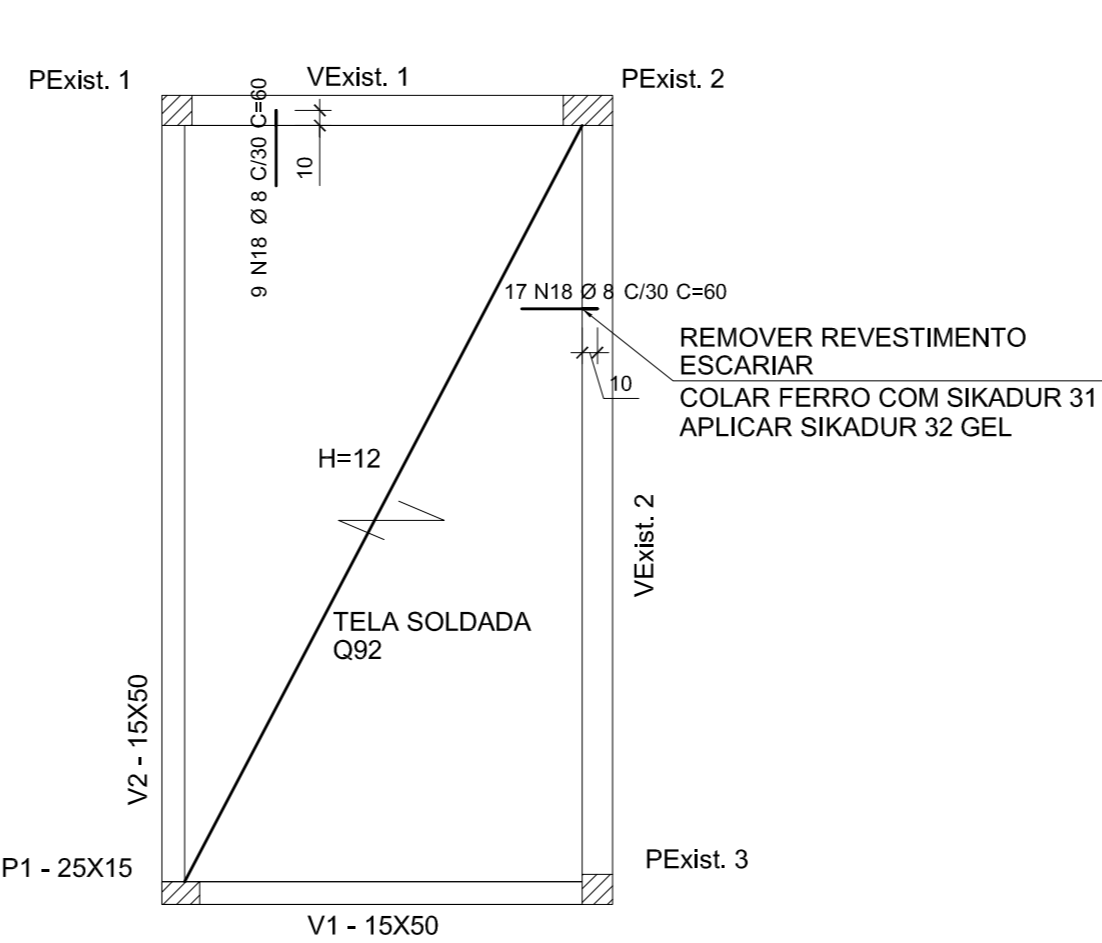 PExist. 1
VExist. 1
PExist. 2
9 N18 Ø 8 C/30 C=60
10
17 N18 Ø 8 C/30 C=60
REMOVER REVESTIMENTO
ESCARIAR
COLAR FERRO COM SIKADUR 31
APLICAR SIKADUR 32 GEL
10
H=12
VExist. 2
TELA SOLDADA
Q92
V2 - 15X50
P1 - 25X15
PExist. 3
V1 - 15X50